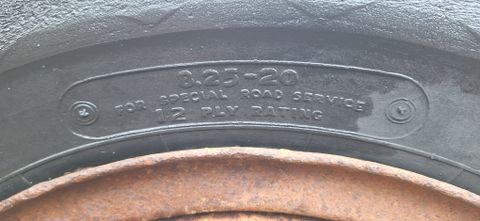 8.25-20
FOR SPECIAL ROAD SERVICE
12 PLY RATING